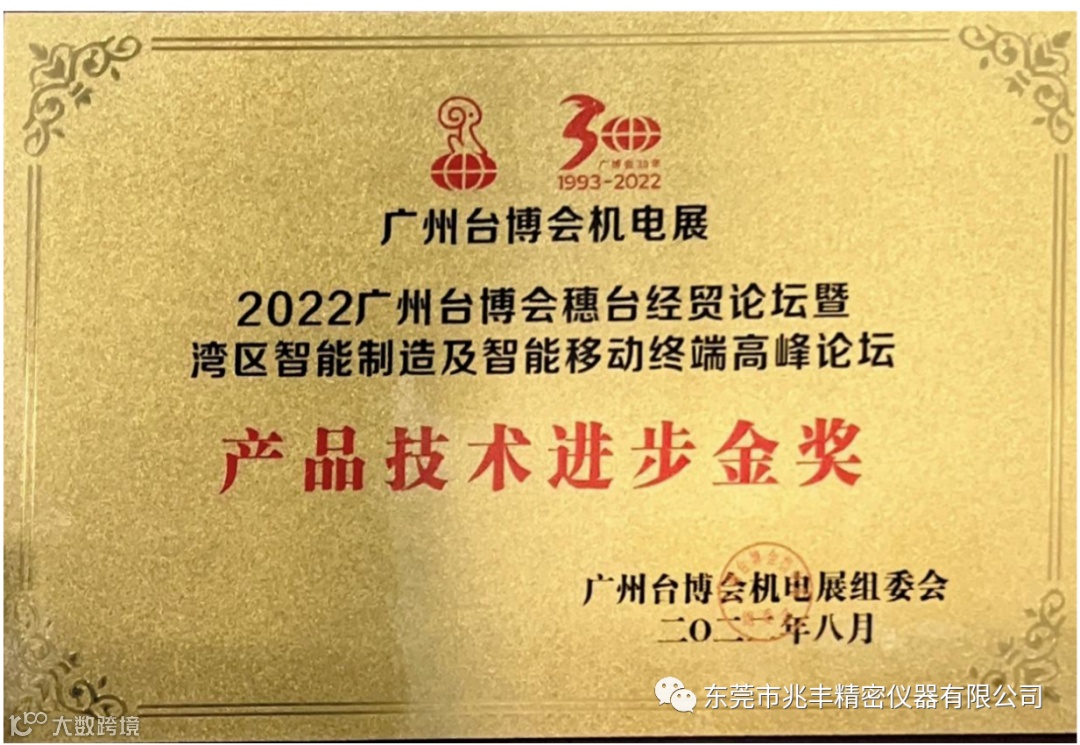 广博会30年
1993-2022
广州台博会机电展
2022广州台博会穗台经贸论坛暨
湾区智能制造及智能移动终端高峰论坛
产品技术进步金奖
广州台博会机电展组委会
二〇二二年八月
东莞市兆丰精密仪器有限公司
大数跨境